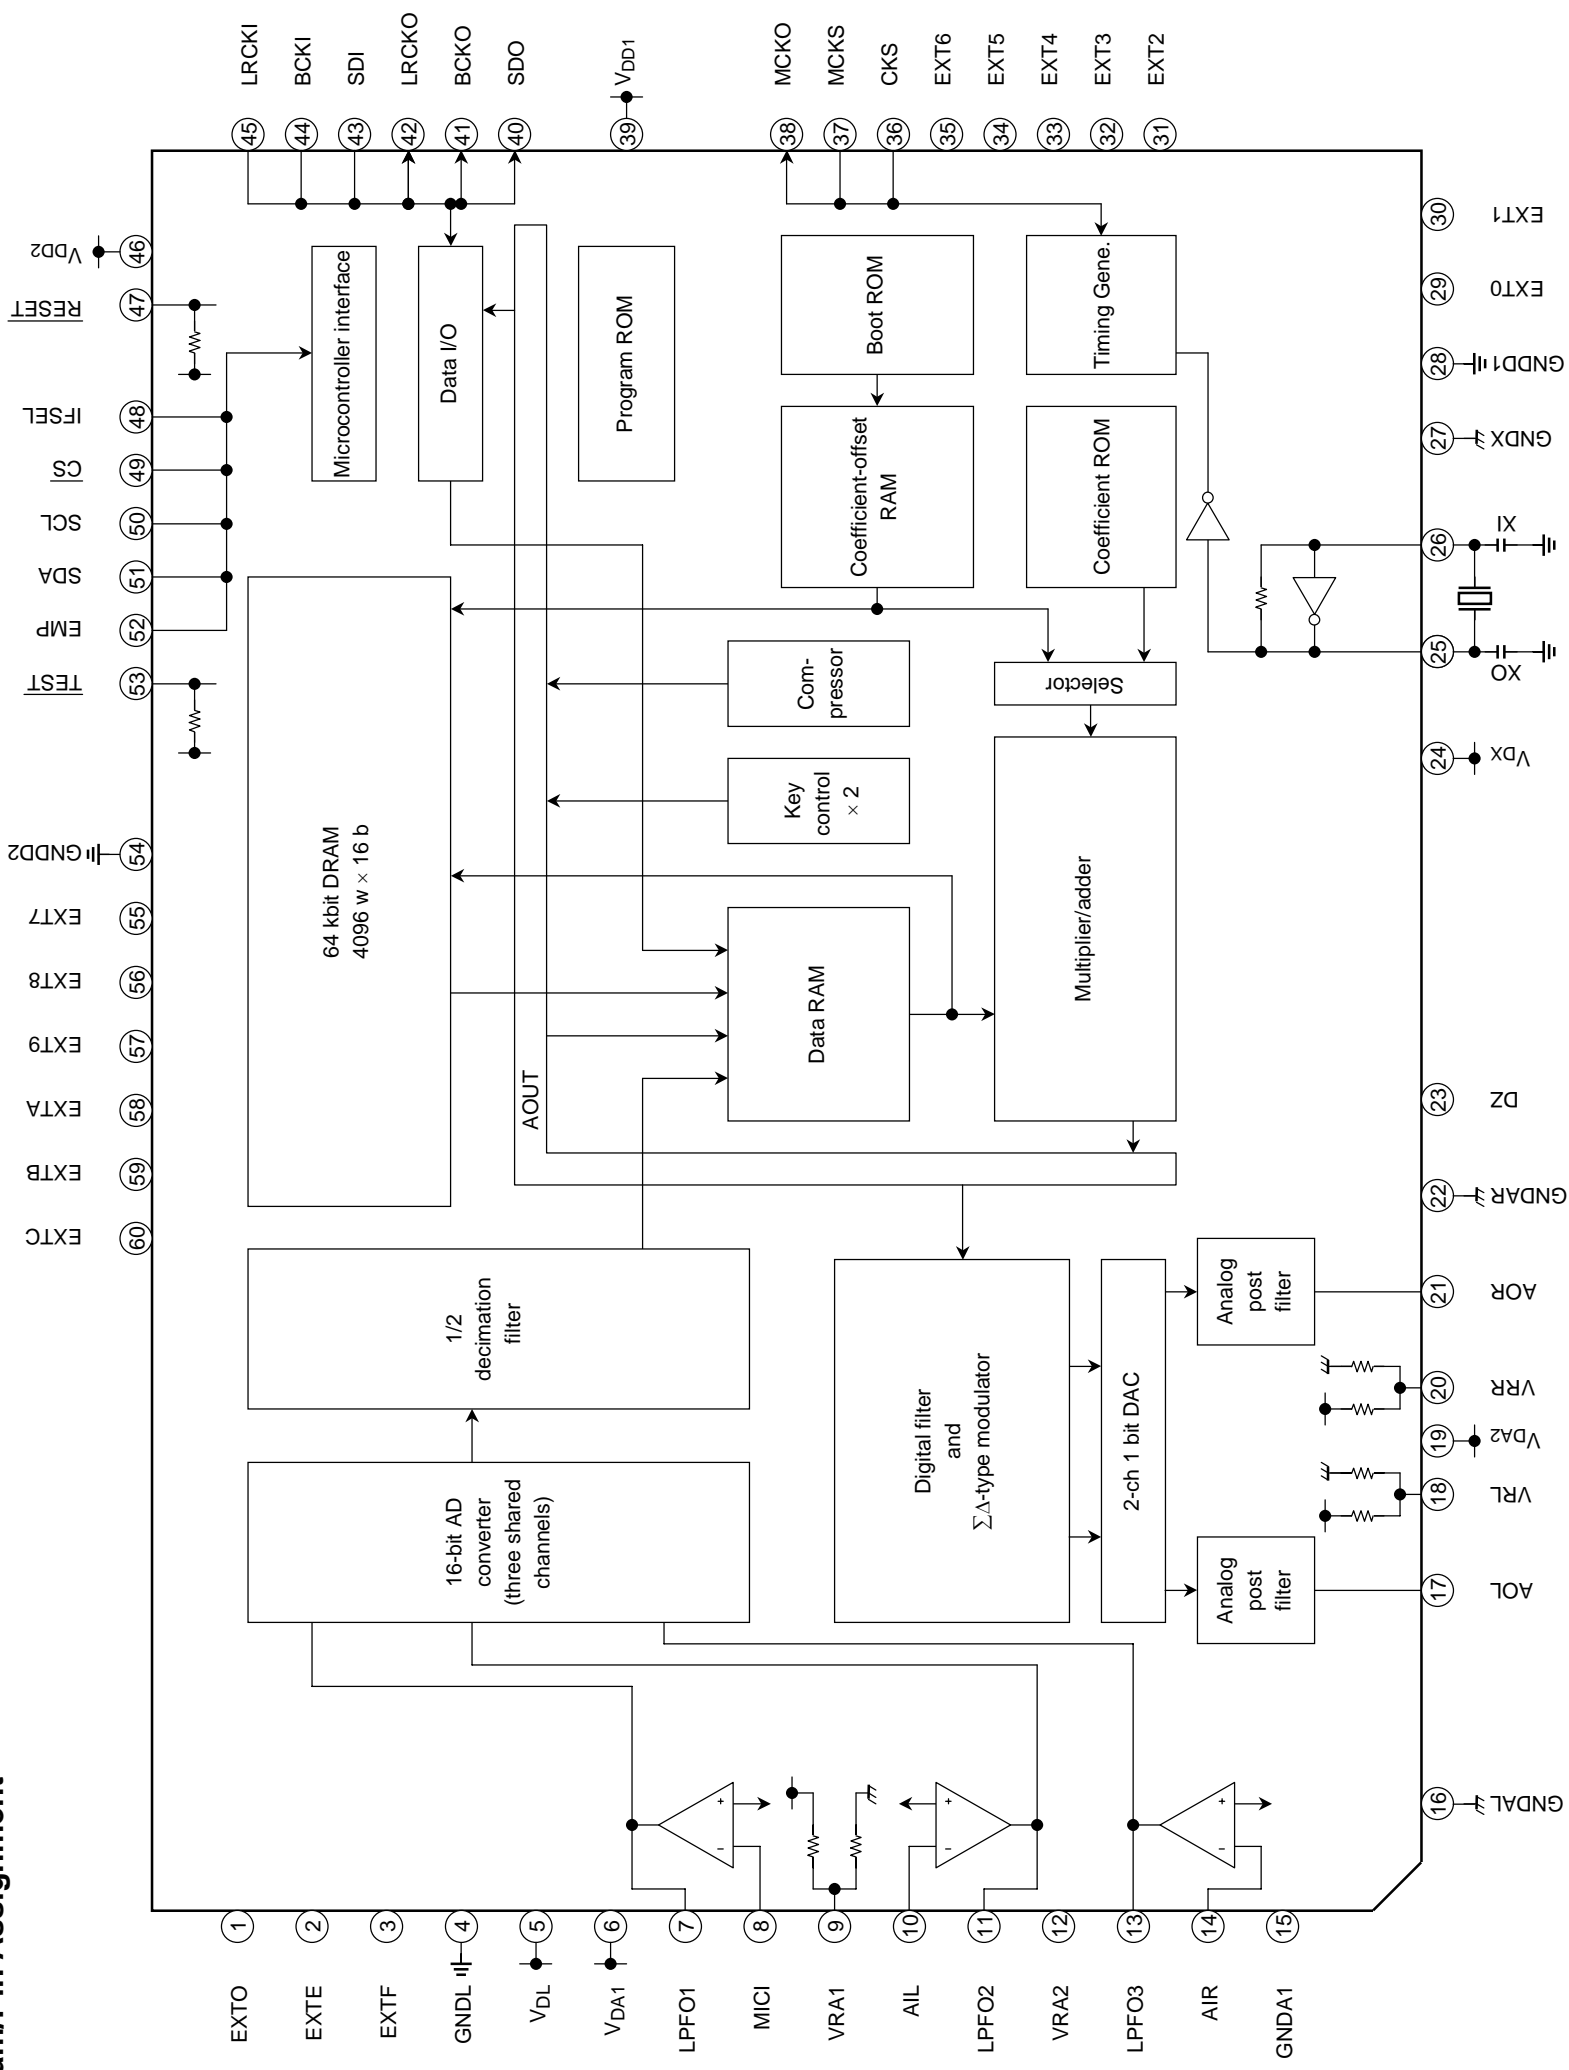 LRCKI
BCKI
SDI
LRCKO
BCKO
SDO
VDD1
MCKO
MCKS
CKS
EXT6
EXT5
EXT4
EXT3
EXT2
45
44
43
42
41
40
39
38
37
36
35
34
33
32
31
VDD2
46
RESET
47
IFSEL
48
CS
49
SCL
50
SDA
51
EMP
52
TEST
53
GNDD2
54
EXT7
55
EXT8
56
EXT9
57
EXTA
58
EXTB
59
EXTC
60
30
EXT1
29
EXT0
28
GNDD1
27
GNDX
26
XI
25
XO
24
VDX
23
DZ
22
GNDAR
21
AOR
20
VRR
19
VDA2
18
VRL
17
AOL
16
GNDAL
Microcontroller interface
Data I/O
Program ROM
Boot ROM
Timing Gene.
Coefficient-offset
RAM
Coefficient ROM
64 kbit DRAM
4096 w × 16 b
Com-
pressor
Selector
Key
control
× 2
Data RAM
Multiplier/adder
AOUT
1/2
decimation
filter
16-bit AD
converter
(three shared
channels)
Digital filter
and
ΣΔ-type modulator
2-ch 1 bit DAC
Analog
post
filter
Analog
post
filter
+
−
+
−
+
−
1
2
3
4
5
6
7
8
9
10
11
12
13
14
15
EXTO
EXTE
EXTF
GNDL
VDL
VDA1
LPFO1
MICI
VRA1
AIL
LPFO2
VRA2
LPFO3
AIR
GNDA1